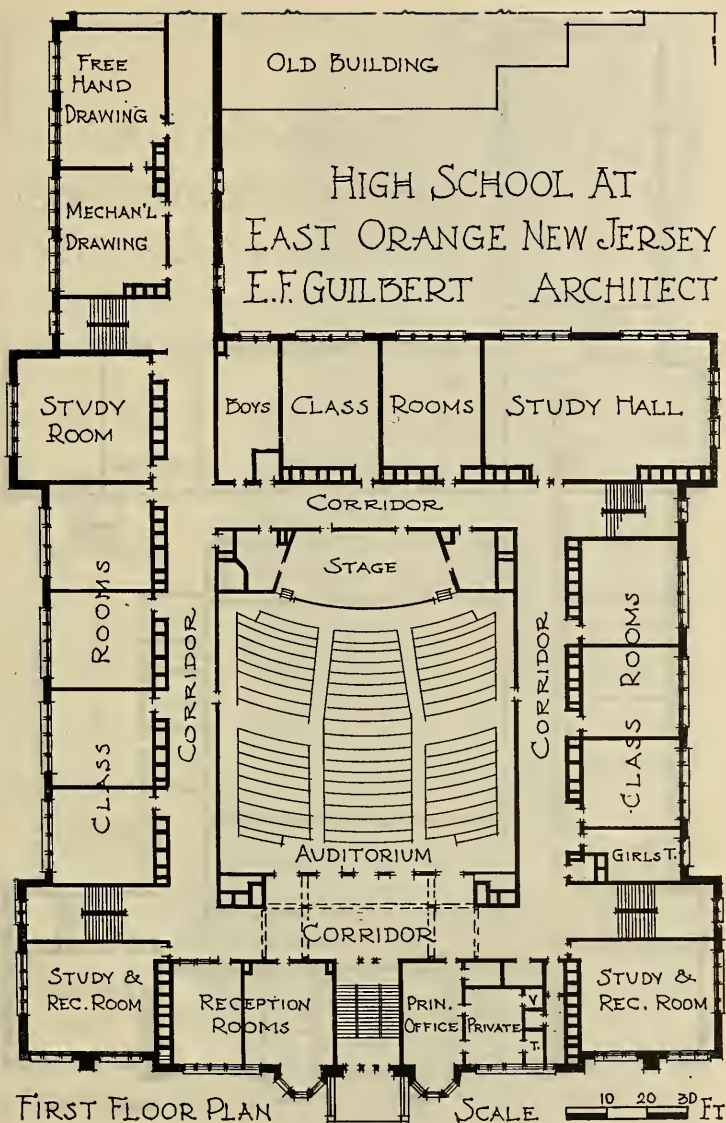 FREE
HAND
DRAWING
OLD BUILDING
MECHAN'L
DRAWING
HIGH SCHOOL AT
EAST ORANGE NEW JERSEY
E.F. GUILBERT ARCHITECT
STUDY
ROOM
BOYS
CLASS
ROOMS
STUDY HALL
CORRIDOR
STAGE
CLASS ROOMS
CORRIDOR
CORRIDOR
CLASS ROOMS
AUDITORIUM
GIRLS T.
CORRIDOR
STUDY &
REC. ROOM
RECEPTION
ROOMS
PRIN.
OFFICE
PRIVATE
V
T.
STUDY &
REC. ROOM
FIRST FLOOR PLAN
SCALE
10 20 30 FT